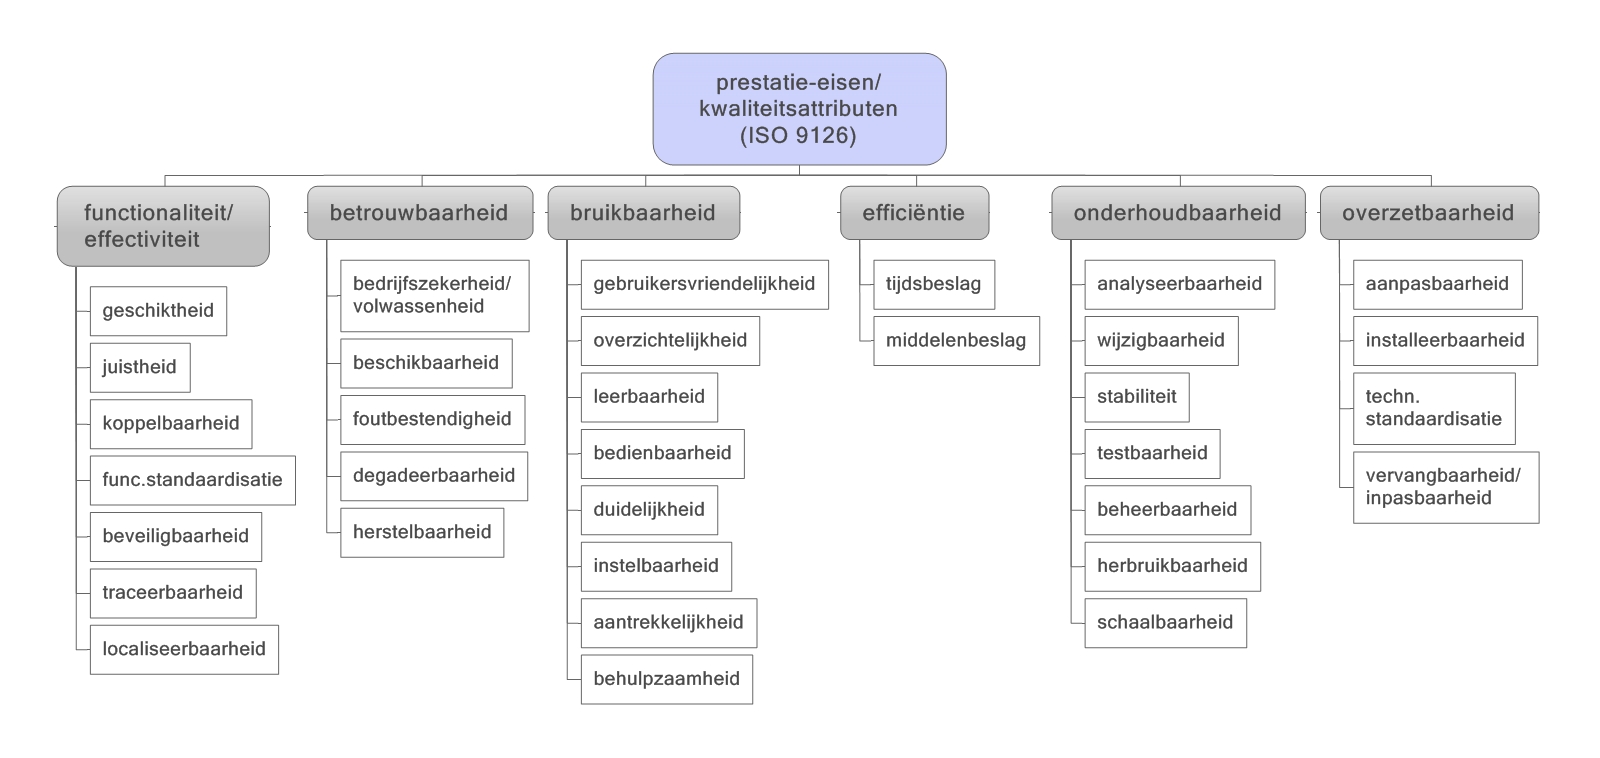 prestatie-eisen/
kwaliteitsattributen
(ISO 9126)
functionaliteit/
effectiviteit
geschiktheid
juistheid
koppelbaarheid
func.standaardisatie
beveiligbaarheid
traceerbaarheid
localiseerbaarheid
betrouwbaarheid
bedrijfszekerheid/
volwassenheid
beschikbaarheid
foutbestendigheid
degadeerbaarheid
herstelbaarheid
bruikbaarheid
gebruikersvriendelijkheid
overzichtelijkheid
leerbaarheid
bedienbaarheid
duidelijkheid
instelbaarheid
aantrekkelijkheid
behulpzaamheid
efficiëntie
tijdsbeslag
middelenbeslag
onderhoudbaarheid
analyseerbaarheid
wijzigbaarheid
stabiliteit
testbaarheid
beheerbaarheid
herbruikbaarheid
schaalbaarheid
overzetbaarheid
aanpasbaarheid
installeerbaarheid
techn.
standaardisatie
vervangbaarheid/
inpasbaarheid